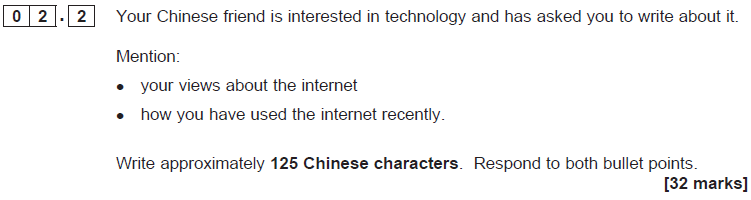 0 2 . 2 Your Chinese friend is interested in technology and has asked you to write about it.
Mention:
• your views about the internet
• how you have used the internet recently.
Write approximately 125 Chinese characters. Respond to both bullet points.
[32 marks]